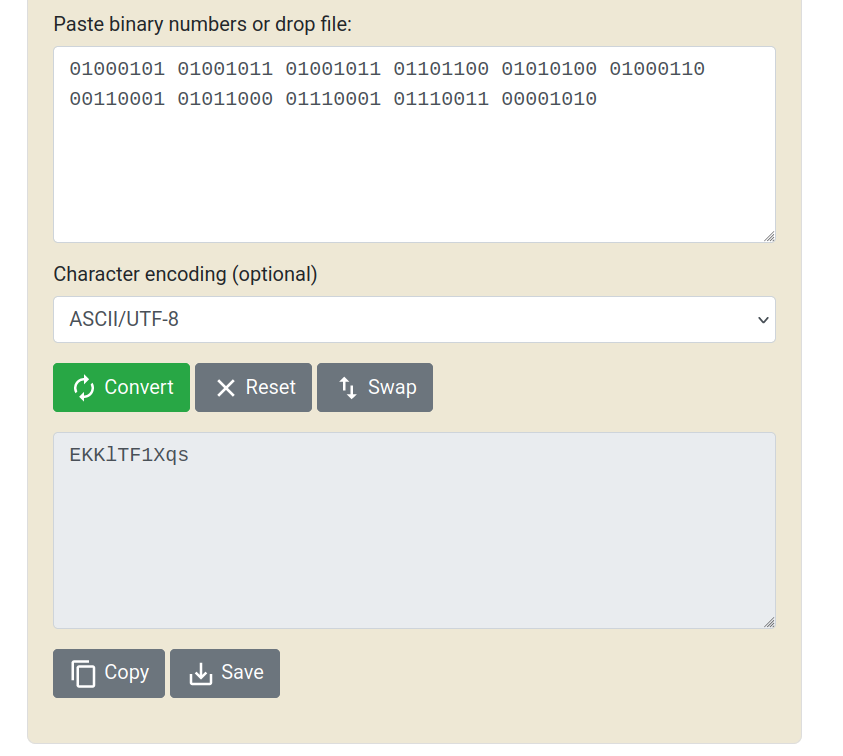 Paste binary numbers or drop file:
01000101 01001011 01001011 01101100 01010100 01000110
00110001 01011000 01110001 01110011 00001010
Character encoding (optional)
ASCII/UTF-8
Convert
Reset
Swap
EKKlTF1Xqs
Copy
Save